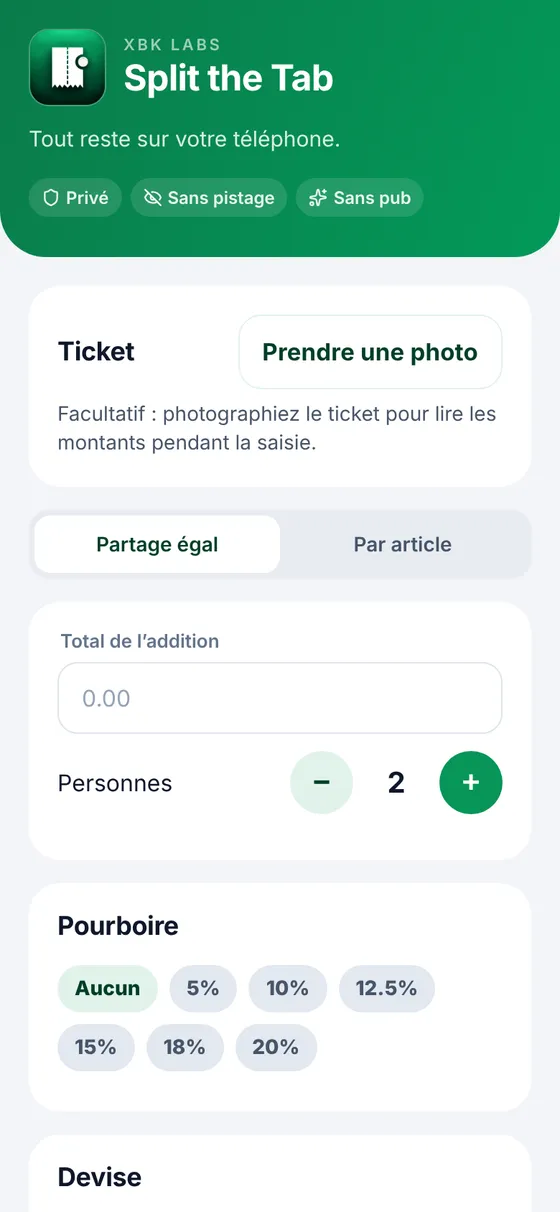 XBK LABS
Split the Tab
Tout reste sur votre téléphone.
Privé
Sans pistage
Sans pub
Ticket
Prendre une photo
Facultatif : photographiez le ticket pour lire les
montants pendant la saisie.
Partage égal
Par article
Total de l’addition
0.00
Personnes
−
2
+
Pourboire
Aucun
5%
10%
12.5%
15%
18%
20%
Devise